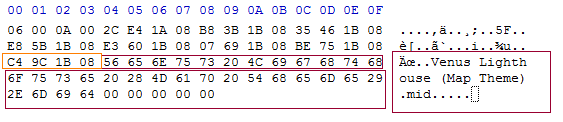 00 01 02 03 04 05 06 07 08 09 0A 0B 0C 0D 0E 0F
06 00 0A 00 2C E4 1A 08 B8 3B 1B 08 35 46 1B 08 ....,ä..¸;..5F..
E8 5B 1B 08 E3 60 1B 08 07 69 1B 08 BE 75 1B 08 è[..ã`...i..¾u..
C4 9C 1B 08 56 65 6E 75 73 20 4C 69 67 68 74 68 Äœ..Venus Lighth
6F 75 73 65 20 28 4D 61 70 20 54 68 65 6D 65 29 ouse (Map Theme)
2E 6D 69 64 00 00 00 00 00 .mid.....